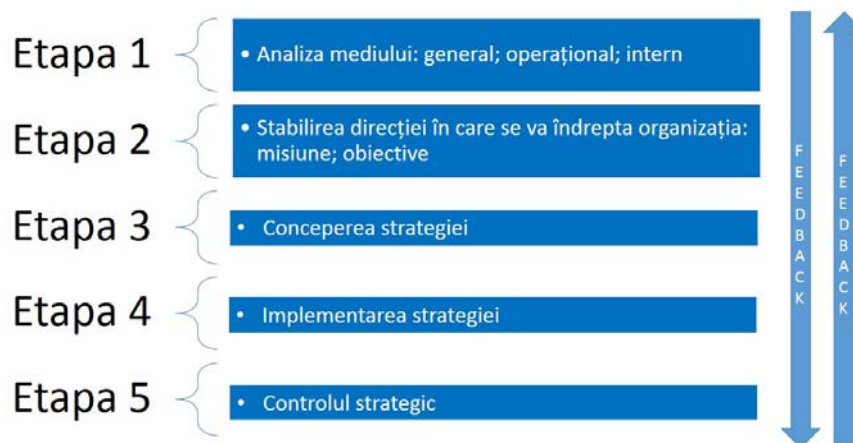 Etapa 1
• Analiza mediului: general; operațional; intern
Etapa 2
• Stabilirea direcției în care se va îndrepta organizația:
misiune; obiective
Etapa 3
• Conceperea strategiei
Etapa 4
• Implementarea strategiei
Etapa 5
• Controlul strategic
FEEDBACK
FEEDBACK